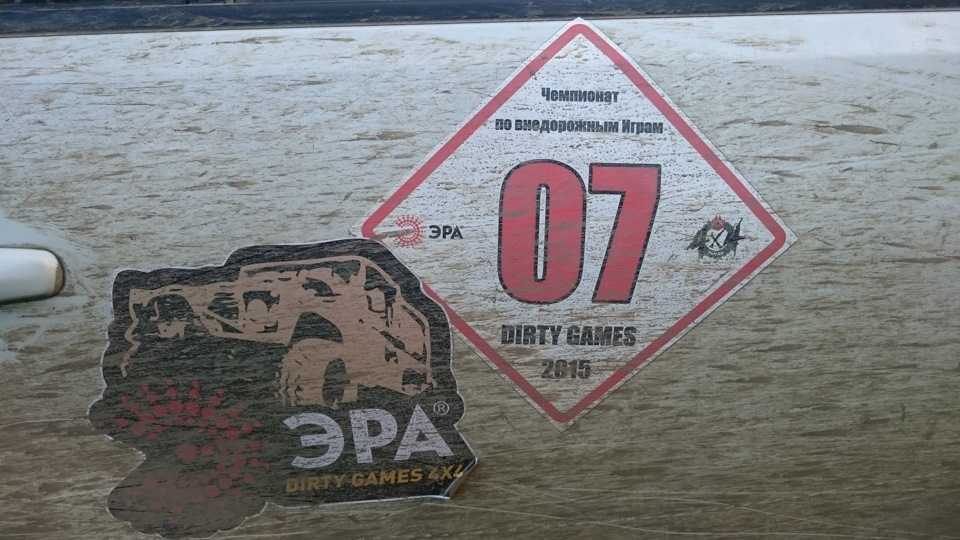 Чемпионат
по внедорожным Играм
07
ЭРА
DIRTY GAMES
2015
ЭРА®
DIRTY GAMES 4X4